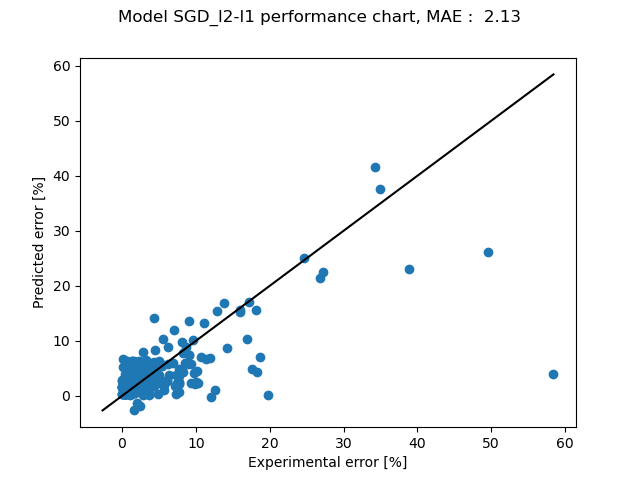 Model SGD_l2-l1 performance chart, MAE :  2.13
60
50
40
30
20
10
0
Predicted error [%]
0 10 20 30 40 50 60
Experimental error [%]